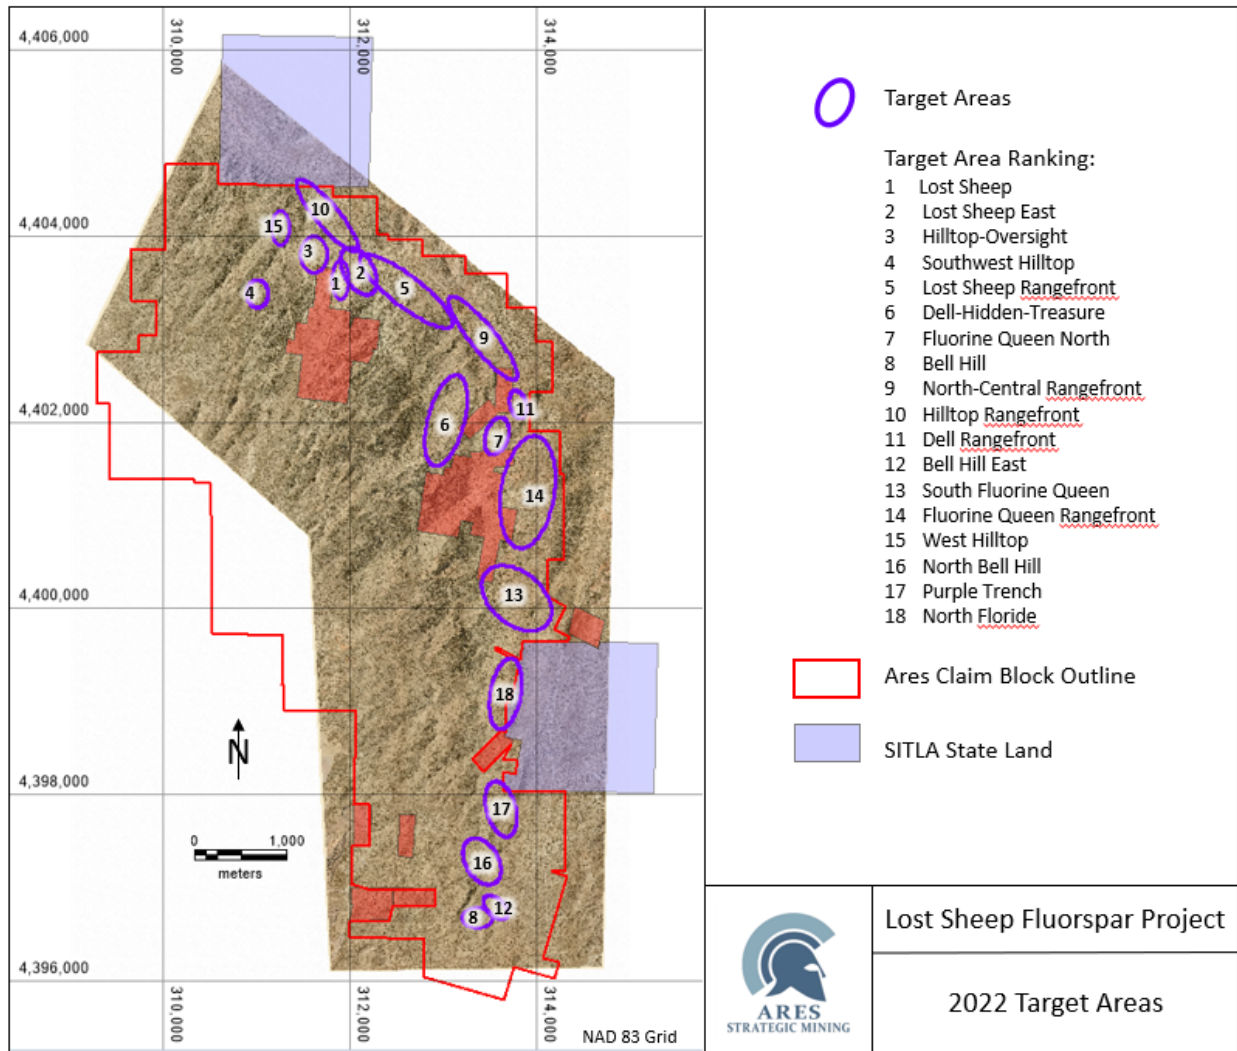 310,000
312,000
314,000
4,406,000
4,404,000
4,402,000
4,400,000
4,398,000
4,396,000
10
15
3
2
1
5
4
9
11
6
7
14
13
18
17
16
12
8
N
0 1,000
meters
310,000
312,000
314,000
NAD 83 Grid
Target Areas
Target Area Ranking:
1 Lost Sheep
2 Lost Sheep East
3 Hilltop-Oversight
4 Southwest Hilltop
5 Lost Sheep Rangefront
6 Dell-Hidden-Treasure
7 Fluorine Queen North
8 Bell Hill
9 North-Central Rangefront
10 Hilltop Rangefront
11 Dell Rangefront
12 Bell Hill East
13 South Fluorine Queen
14 Fluorine Queen Rangefront
15 West Hilltop
16 North Bell Hill
17 Purple Trench
18 North Floride
Ares Claim Block Outline
SITLA State Land
ARES
STRATEGIC MINING
Lost Sheep Fluorspar Project
2022 Target Areas